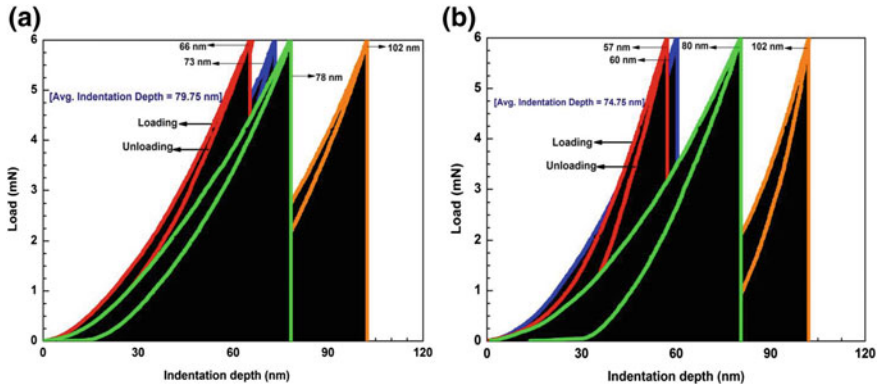 (a)
6
5
4
3
2
1
0
Load (mN)
66 nm
73 nm
102 nm
78 nm
[Avg. Indentation Depth = 79.75 nm]
Loading
Unloading
0 30 60 90 120
Indentation depth (nm)
(b)
6
5
4
3
2
1
0
Load (mN)
57 nm
60 nm
80 nm
102 nm
[Avg. Indentation Depth = 74.75 nm]
Loading
Unloading
0 30 60 90 120
Indentation depth (nm)